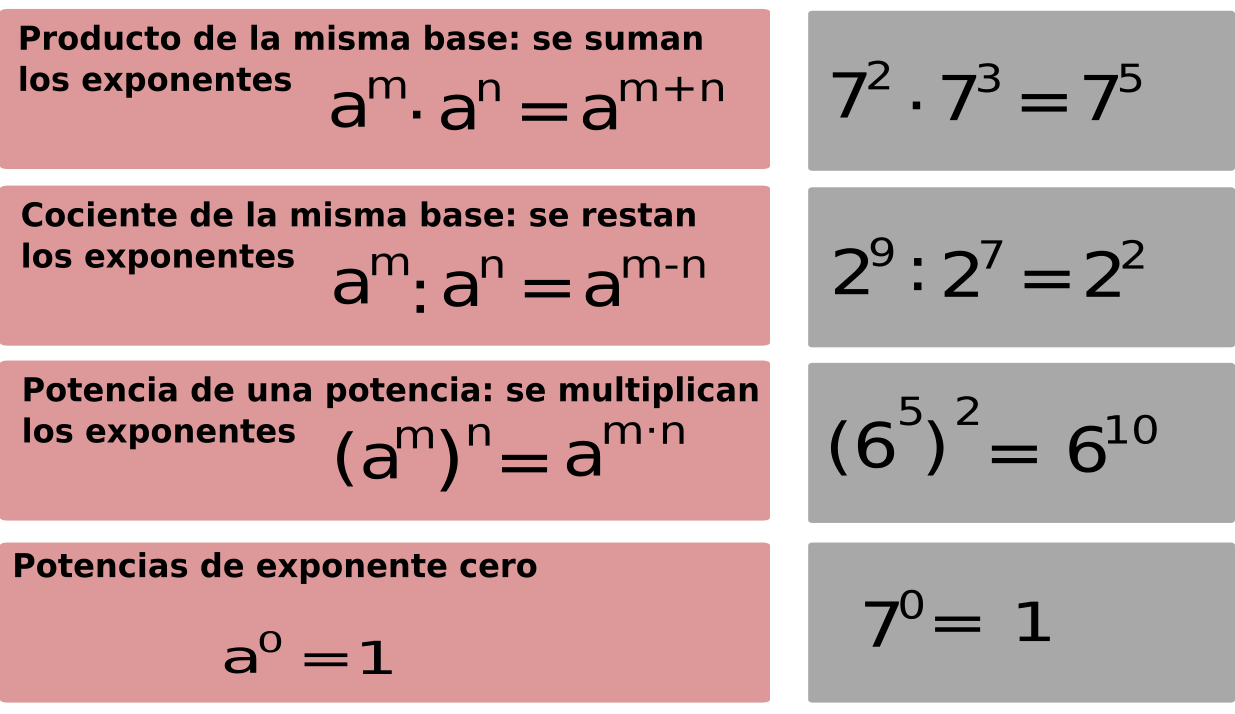 Producto de la misma base: se suman
los exponentes
aᵐ · aⁿ = aᵐ⁺ⁿ
7² · 7³ = 7⁵
Cociente de la misma base: se restan
los exponentes
aᵐ : aⁿ = aᵐ⁻ⁿ
2⁹ : 2⁷ = 2²
Potencia de una potencia: se multiplican
los exponentes
(aᵐ)ⁿ = aᵐ˙ⁿ
(6⁵)² = 6¹⁰
Potencias de exponente cero
a⁰ = 1
7⁰ = 1